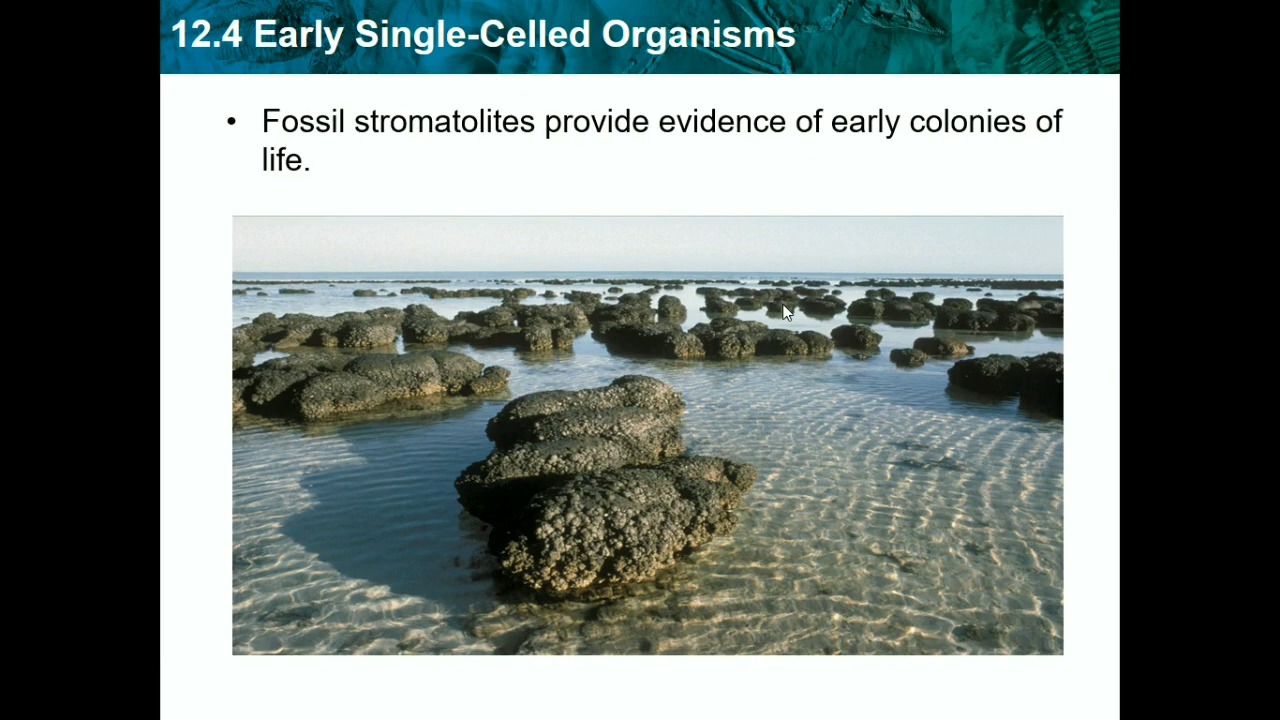 12.4 Early Single-Celled Organisms
• Fossil stromatolites provide evidence of early colonies of
life.